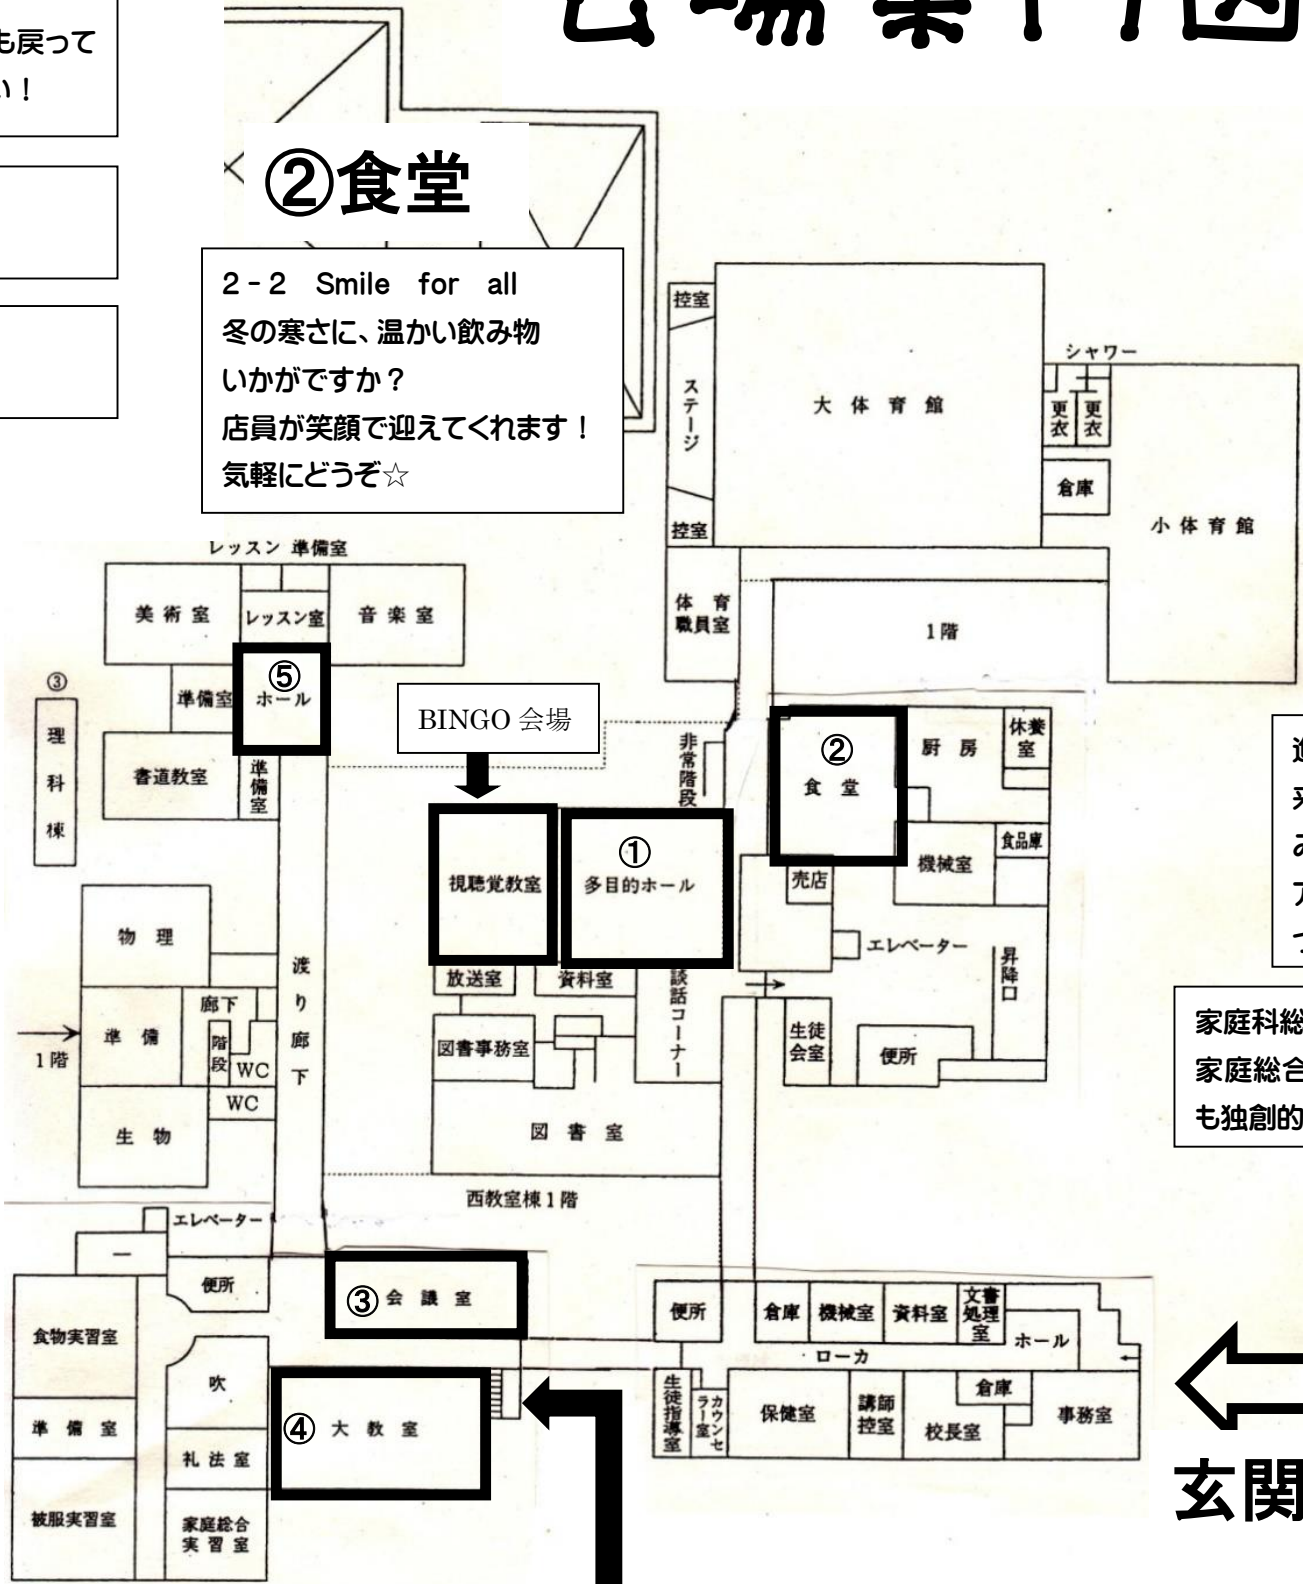 会場案内図
も戻って
い！
②食堂
2-2 Smile for all
冬の寒さに、温かい飲み物
いかがですか？
店員が笑顔で迎えてくれます！
気軽にどうぞ☆
控室
ステージ
控室
大体育館
シャワー
更衣
更衣
倉庫
小体育館
体育
職員室
1階
レッスン 準備室
美術室
レッスン室
音楽室
準備室
⑤
ホール
③
理科棟
書道教室
準備室
BINGO 会場
非常階段
②
食堂
厨房
休養室
食品庫
機械室
売店
視聴覚教室
①
多目的ホール
放送室
資料室
談話コーナー
エレベーター
昇降口
生徒会室
便所
図書事務室
図書室
西教室棟1階
物理
渡り廊下
廊下
準備
階段
WC
WC
1階
生物
家庭科総
家庭総合
も独創的
エレベーター
便所
食物実習室
吹
準備室
礼法室
被服実習室
家庭総合
実習室
③ 会議室
④ 大教室
便所
倉庫
機械室
資料室
文書処理室
ホール
ローカ
生徒指導室
カウンセラー室
保健室
講師控室
校長室
倉庫
事務室
玄関